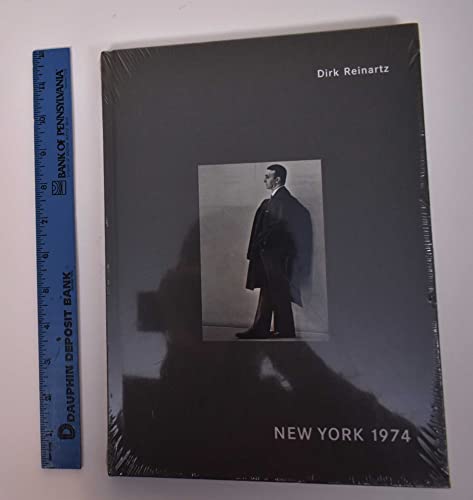 Dirk Reinartz
NEW YORK 1974
BANK OF PENNSYLVANIA
DAUPHIN DEPOSIT BANK